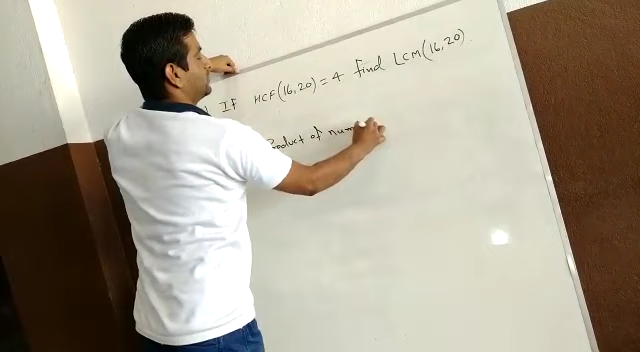 IF HCF(16,20)=4 find LCM(16,20).
Product of num